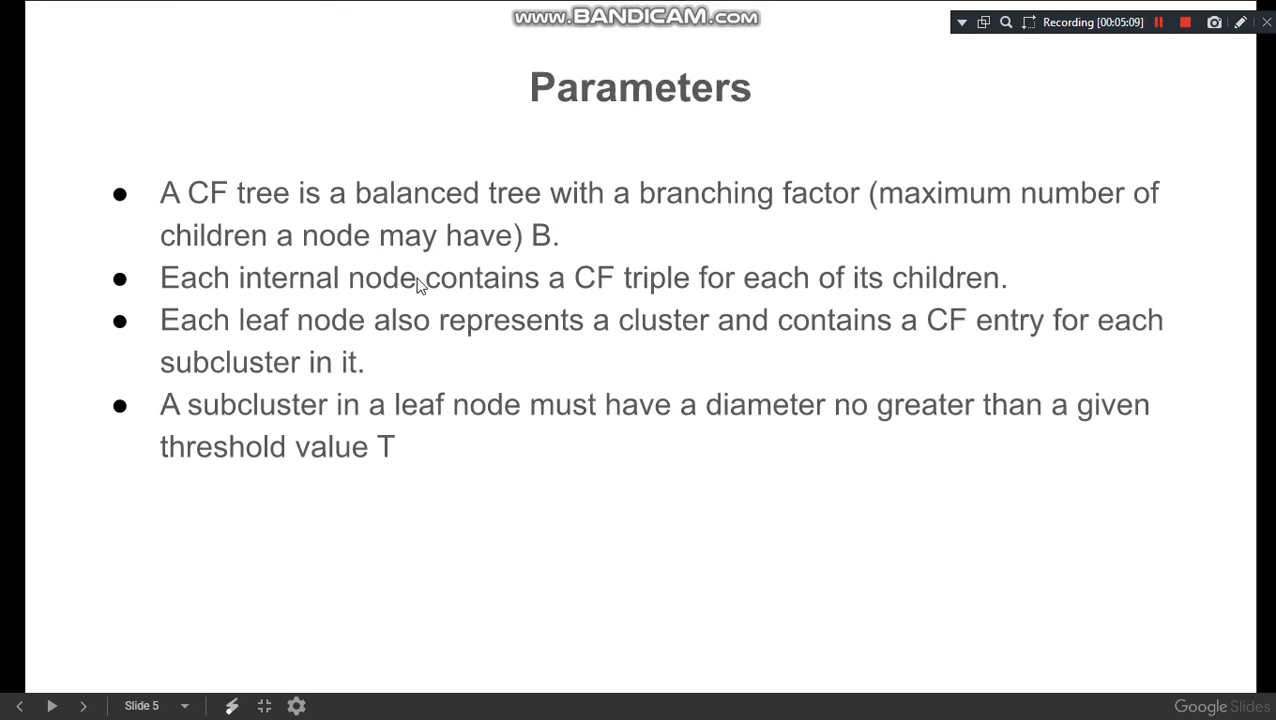 www.BANDICAM.com
Recording [00:05:09]
Parameters
● A CF tree is a balanced tree with a branching factor (maximum number of
children a node may have) B.
● Each internal node contains a CF triple for each of its children.
● Each leaf node also represents a cluster and contains a CF entry for each
subcluster in it.
● A subcluster in a leaf node must have a diameter no greater than a given
threshold value T
Slide 5
Google Slides